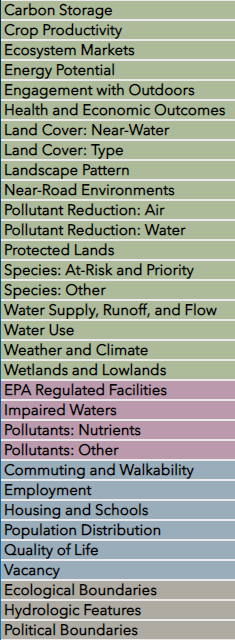 Carbon Storage
Crop Productivity
Ecosystem Markets
Energy Potential
Engagement with Outdoors
Health and Economic Outcomes
Land Cover: Near-Water
Land Cover: Type
Landscape Pattern
Near-Road Environments
Pollutant Reduction: Air
Pollutant Reduction: Water
Protected Lands
Species: At-Risk and Priority
Species: Other
Water Supply, Runoff, and Flow
Water Use
Weather and Climate
Wetlands and Lowlands
EPA Regulated Facilities
Impaired Waters
Pollutants: Nutrients
Pollutants: Other
Commuting and Walkability
Employment
Housing and Schools
Population Distribution
Quality of Life
Vacancy
Ecological Boundaries
Hydrologic Features
Political Boundaries